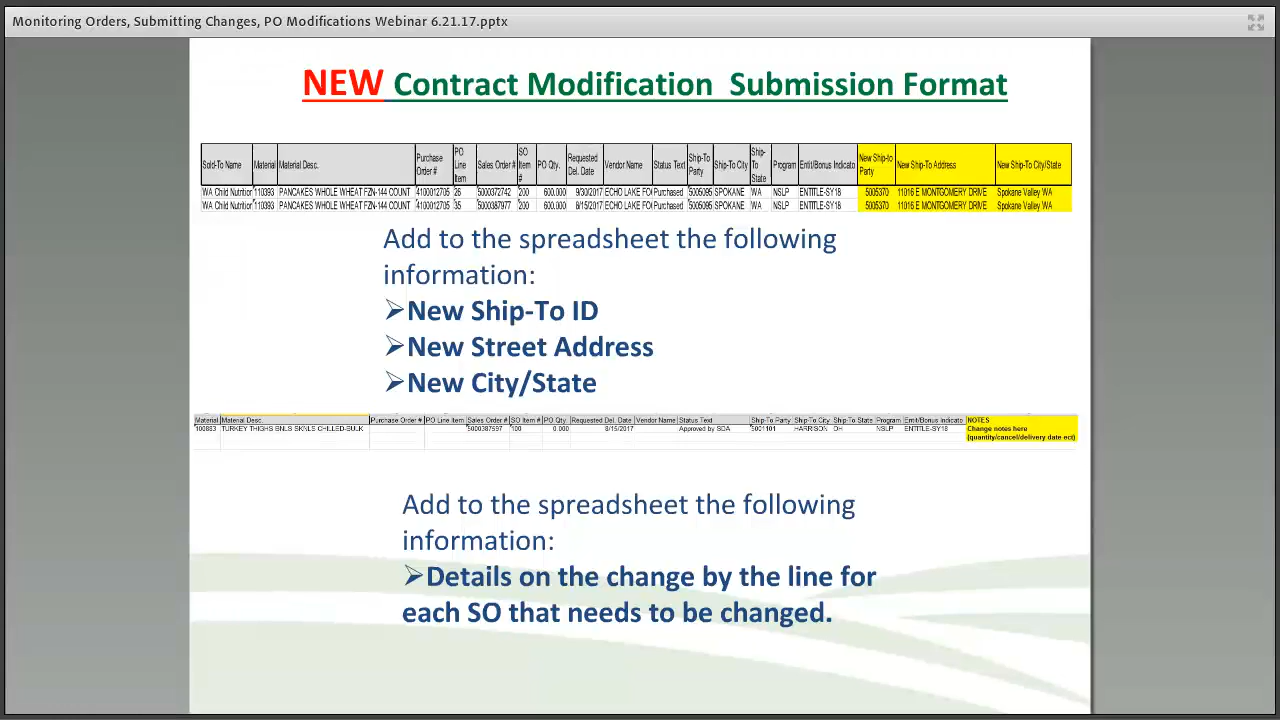 Monitoring Orders, Submitting Changes, PO Modifications Webinar 6.21.17.pptx
NEW Contract Modification Submission Format
Sold-To Name Material Material Desc. Purchase Order # PO Line Item Sales Order # SO Item # PO Qty. Requested Del. Date Vendor Name Status Text Ship-To Party Ship-To City Ship-To State Program Entit/Bonus Indicato New Ship-to Party New Ship-To Address New Ship-To City/State
WA Child Nutritior 110393 PANCAKES WHOLE WHEAT FZN-144 COUNT 4100012705 26 5000372742 200 600.000 9/30/2017 ECHO LAKE FO Purchased 5005095 SPOKANE WA NSLP ENTITLE-SY18 5005370 11016 E MONTGOMERY DRIVE Spokane Valley WA
WA Child Nutritior 110393 PANCAKES WHOLE WHEAT FZN-144 COUNT 4100012705 35 5000387977 200 600.000 8/15/2017 ECHO LAKE FO Purchased 5005095 SPOKANE WA NSLP ENTITLE-SY18 5005370 11016 E MONTGOMERY DRIVE Spokane Valley WA
Add to the spreadsheet the following
information:
➢New Ship-To ID
➢New Street Address
➢New City/State
Material Material Desc. Purchase Order # PO Line Item Sales Order # SO Item # PO Qty. Requested Del. Date Vendor Name Status Text Ship-To Party Ship-To City Ship-To State Program Entit/Bonus Indicato NOTES
100883 TURKEY THIGHS BNLS SKNLS CHILLED-BULK 5000387597 100 0.000 8/15/2017 Approved by SDA 5001101 HARRISON OH NSLP ENTITLE-SY18 Change notes here
(quantity/cancel/delivery date ect)
Add to the spreadsheet the following
information:
➢Details on the change by the line for
each SO that needs to be changed.